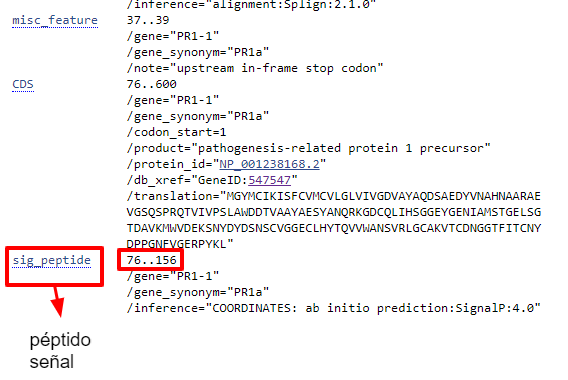 /inference="alignment:Splign:2.1.0"
misc_feature 37..39
/gene="PR1-1"
/gene_synonym="PR1a"
/note="upstream in-frame stop codon"
CDS 76..600
/gene="PR1-1"
/gene_synonym="PR1a"
/codon_start=1
/product="pathogenesis-related protein 1 precursor"
/protein_id="NP_001238168.2"
/db_xref="GeneID:547547"
/translation="MGYMCIKISFCVMCVLGLVIVGDVAYAQDSAEDYVNAHNAARAE
VGSQSPRQTVIVPSLAWDDTVAAYAESYANQRKGDCQLIHSGGEYGENIAMSTGELSG
TDAVKMWVDEKSNYDYDSNSCVGGECLHYTQVVWANSVRLGCAKVTCDNGGTFITCNY
DPPGNFVGERPYKL"
sig_peptide 76..156
/gene="PR1-1"
/gene_synonym="PR1a"
/inference="COORDINATES: ab initio prediction:SignalP:4.0"
péptido
señal